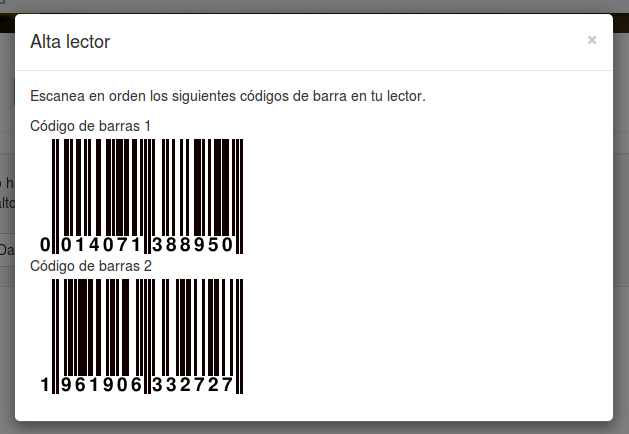 Alta lector
×
Escanea en orden los siguientes códigos de barra en tu lector.
Código de barras 1
0 014071 388950
Código de barras 2
1 961906 332727